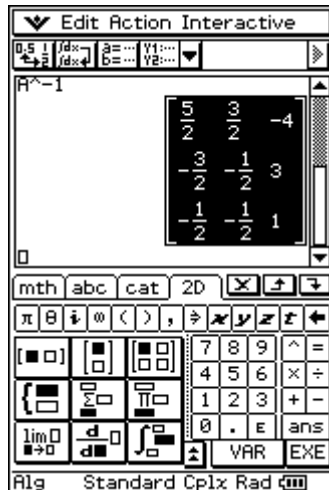 Edit Action Interactive
A^-1
5/2 3/2 -4
-3/2 -1/2 3
-1/2 -1/2 1
mth abc cat 2D
π θ i ∞ ( ) , ⇒ x y z t ←
7 8 9 ^ =
4 5 6 × ÷
1 2 3 + -
0 . E ans
VAR EXE
Alg Standard Cplx Rad